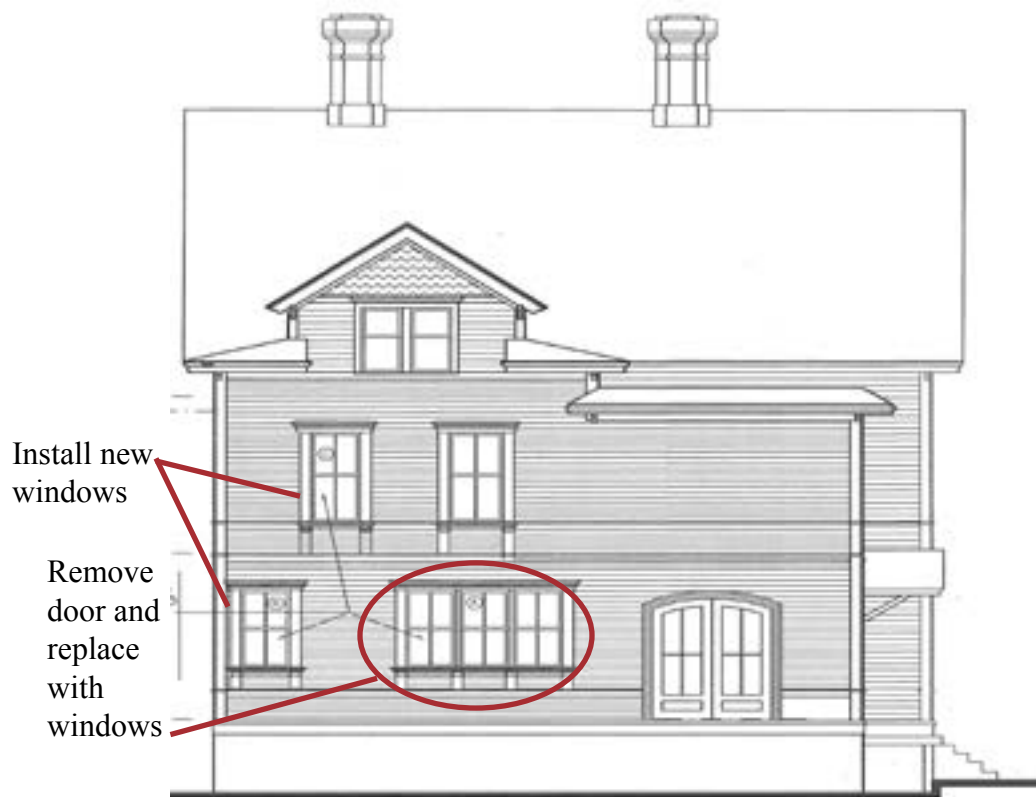 Install new
windows
Remove
door and
replace
with
windows